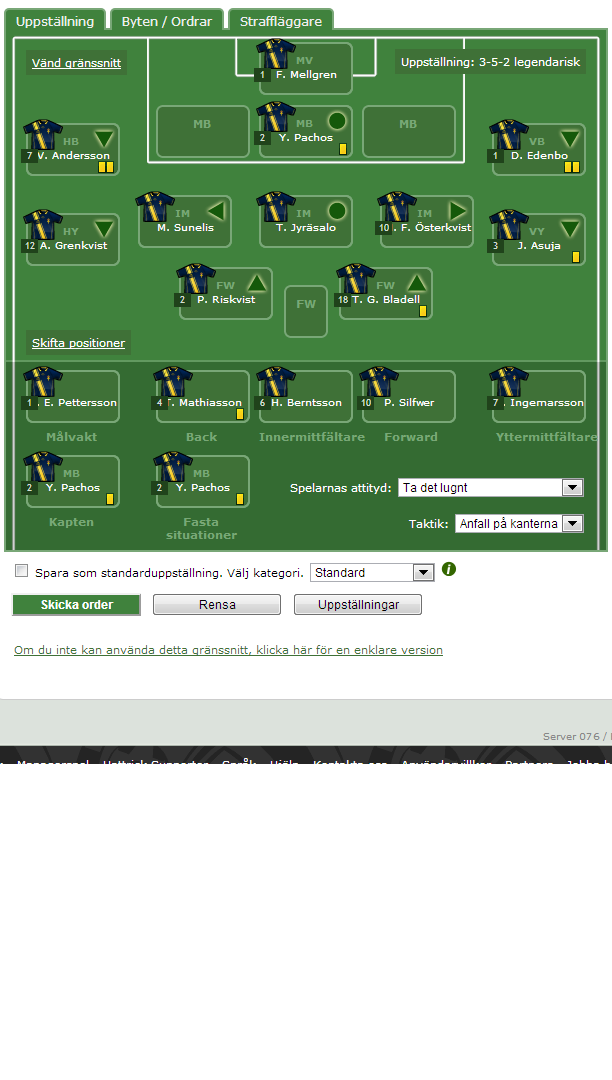 Uppställning Byten / Ordrar Straffläggare
Vänd gränssnitt
MV
1 F. Mellgren
Uppställning: 3-5-2 legendarisk
MB
MB
2 Y. Pachos
MB
HB
7 V. Andersson
VB
1 D. Edenbo
IM
M. Sunelis
IM
T. Jyräsalo
IM
10 . F. Österkvist
HY
12 A. Grenkvist
VY
3 J. Asuja
FW
2 P. Riskvist
FW
FW
18 T. G. Bladell
Skifta positioner
1 . E. Pettersson
4 T. Mathiasson
6 H. Berntsson
10 P. Silfwer
7 . Ingemarsson
Målvakt Back Innermittfältare Forward Yttermittfältare
MB
2 Y. Pachos
MB
2 Y. Pachos
Kapten
Fasta
situationer
Spelarnas attityd: Ta det lugnt
Taktik: Anfall på kanterna
Spara som standarduppställning. Välj kategori. Standard
Skicka order Rensa Uppställningar
Om du inte kan använda detta gränssnitt, klicka här för en enklare version
Server 076 /
Hattrick Supporter Språk Hjälp Kontakta oss Användarvillkor Partners